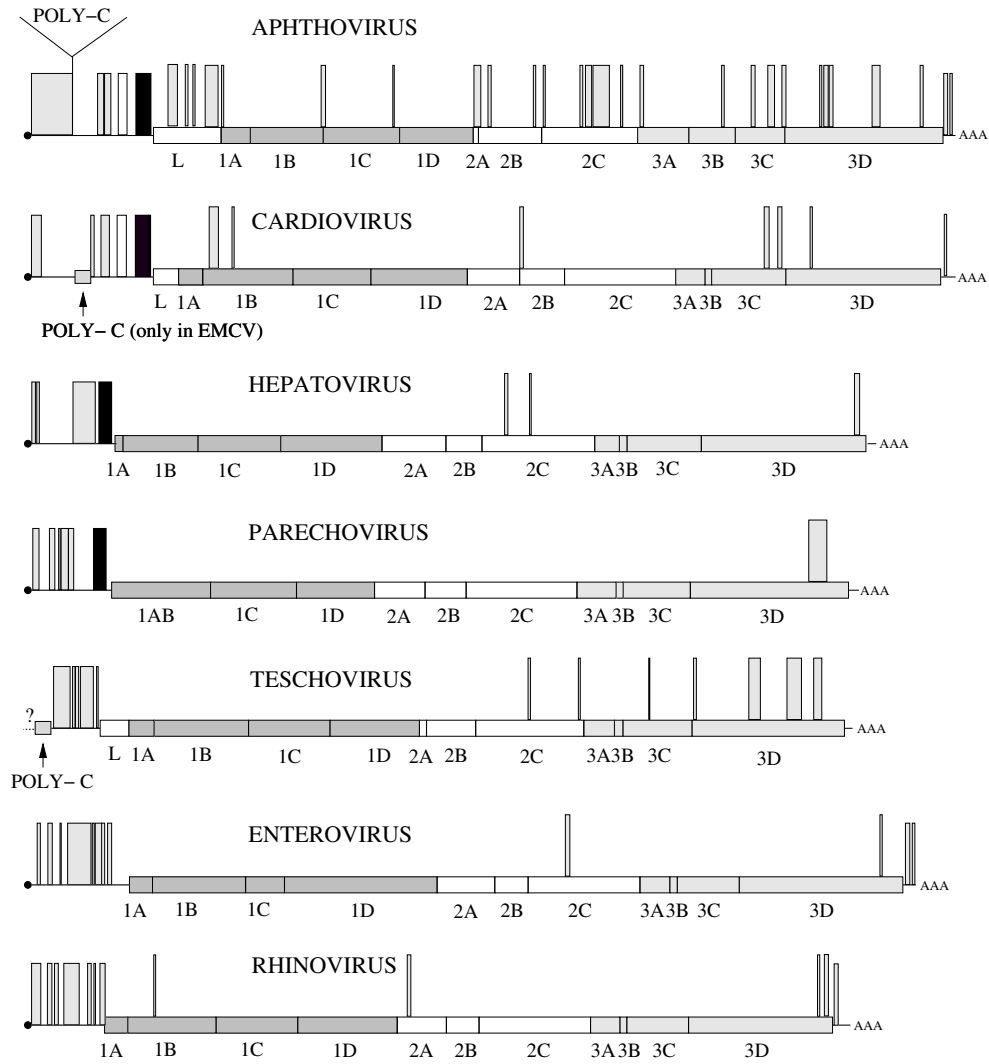 POLY–C
APHTHOVIRUS
AAA
L 1A 1B 1C 1D 2A 2B 2C 3A 3B 3C 3D
CARDIOVIRUS
AAA
L 1A 1B 1C 1D 2A 2B 2C 3A 3B 3C 3D
POLY– C (only in EMCV)
HEPATOVIRUS
AAA
1A 1B 1C 1D 2A 2B 2C 3A 3B 3C 3D
PARECHOVIRUS
AAA
1AB 1C 1D 2A 2B 2C 3A 3B 3C 3D
TESCHOVIRUS
?
AAA
L 1A 1B 1C 1D 2A 2B 2C 3A 3B 3C 3D
POLY– C
ENTEROVIRUS
AAA
1A 1B 1C 1D 2A 2B 2C 3A 3B 3C 3D
RHINOVIRUS
AAA
1A 1B 1C 1D 2A 2B 2C 3A 3B 3C 3D